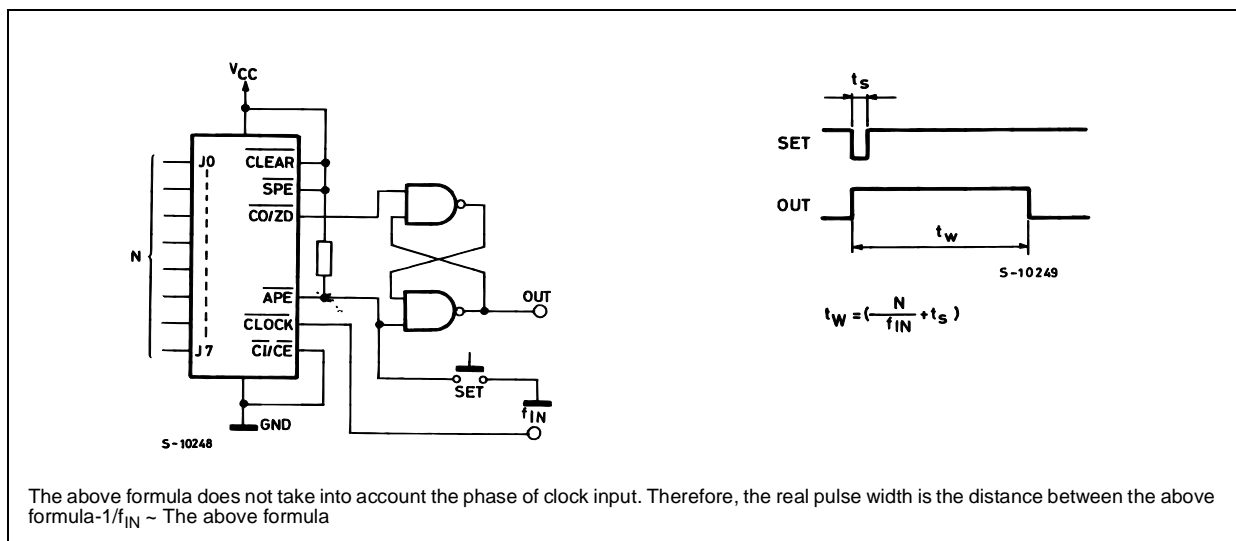 VCC
J0
CLEAR
SPE
CO/ZD
N
APE
CLOCK
J7
CI/CE
GND
OUT
SET
fIN
S-10248
tS
SET
OUT
tW
S-10249
tW = (N/fIN + tS)
The above formula does not take into account the phase of clock input. Therefore, the real pulse width is the distance between the above
formula-1/fIN ~ The above formula